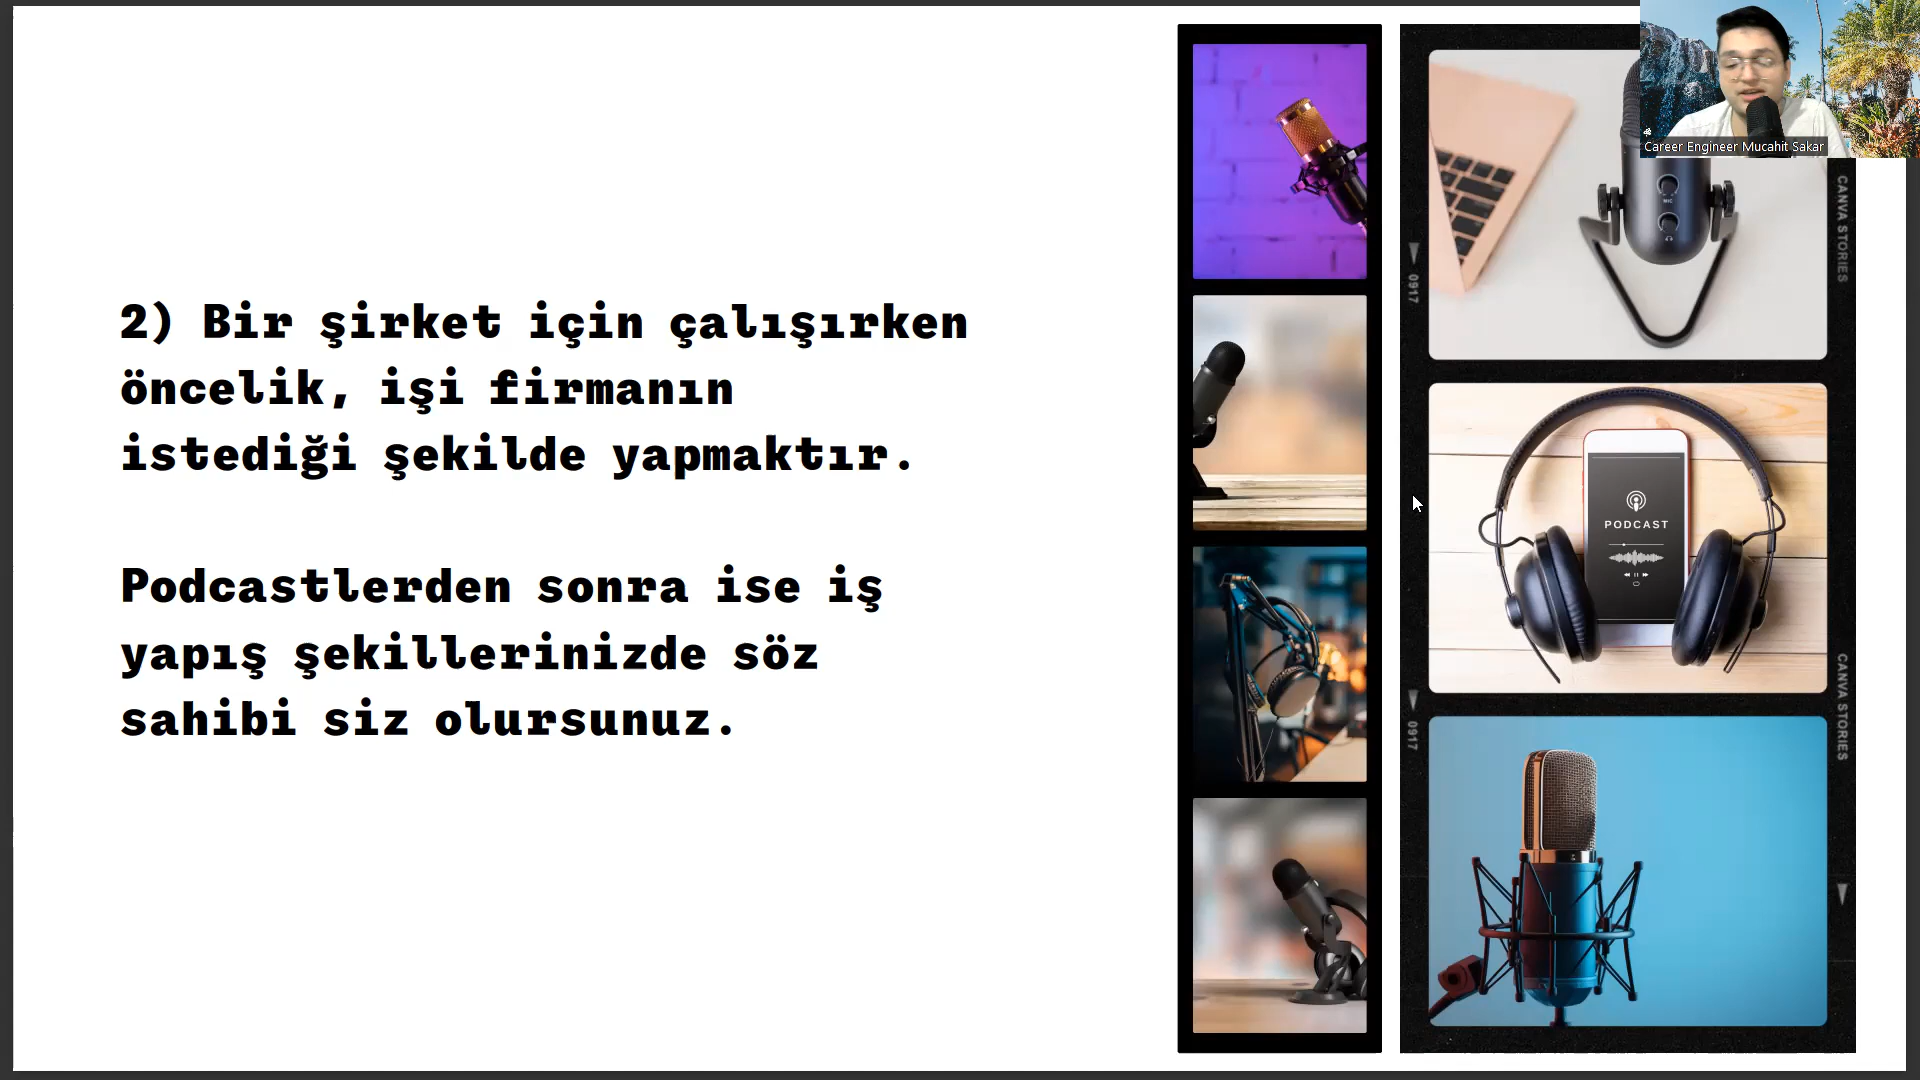 2) Bir şirket için çalışırken
öncelik, işi firmanın
istediği şekilde yapmaktır.
Podcastlerden sonra ise iş
yapış şekillerinizde söz
sahibi siz olursunuz.
Career Engineer Mucahit Sakar
MIC
PODCAST
CANVA STORIES
CANVA STORIES
0917
0917